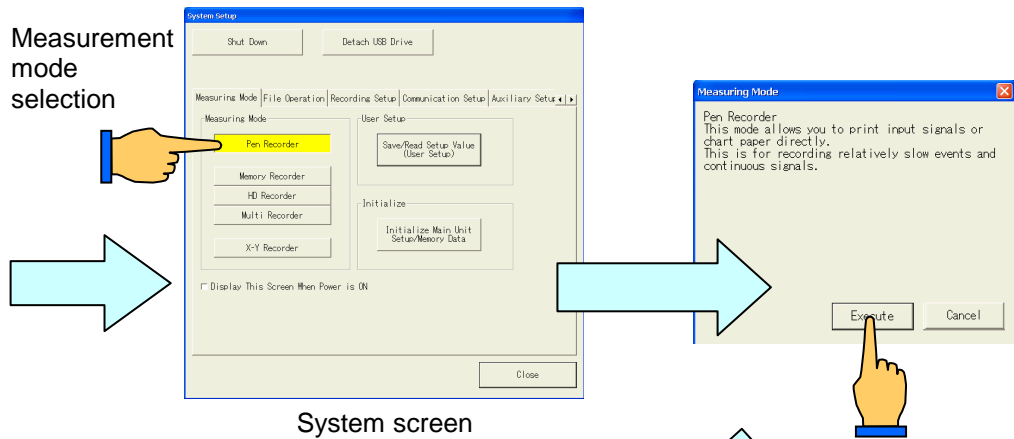 Measurement
mode
selection
System Setup
Shut Down
Detach USB Drive
Measuring Mode
File Operation
Recording Setup
Communication Setup
Auxiliary Setup
Measuring Mode
Pen Recorder
Memory Recorder
HD Recorder
Multi Recorder
X-Y Recorder
User Setup
Save/Read Setup Value
(User Setup)
Initialize
Initialize Main Unit
Setup/Memory Data
Display This Screen When Power is ON
Close
System screen
Measuring Mode
Pen Recorder
This mode allows you to print input signals or
chart paper directly.
This is for recording relatively slow events and
continuous signals.
Execute
Cancel